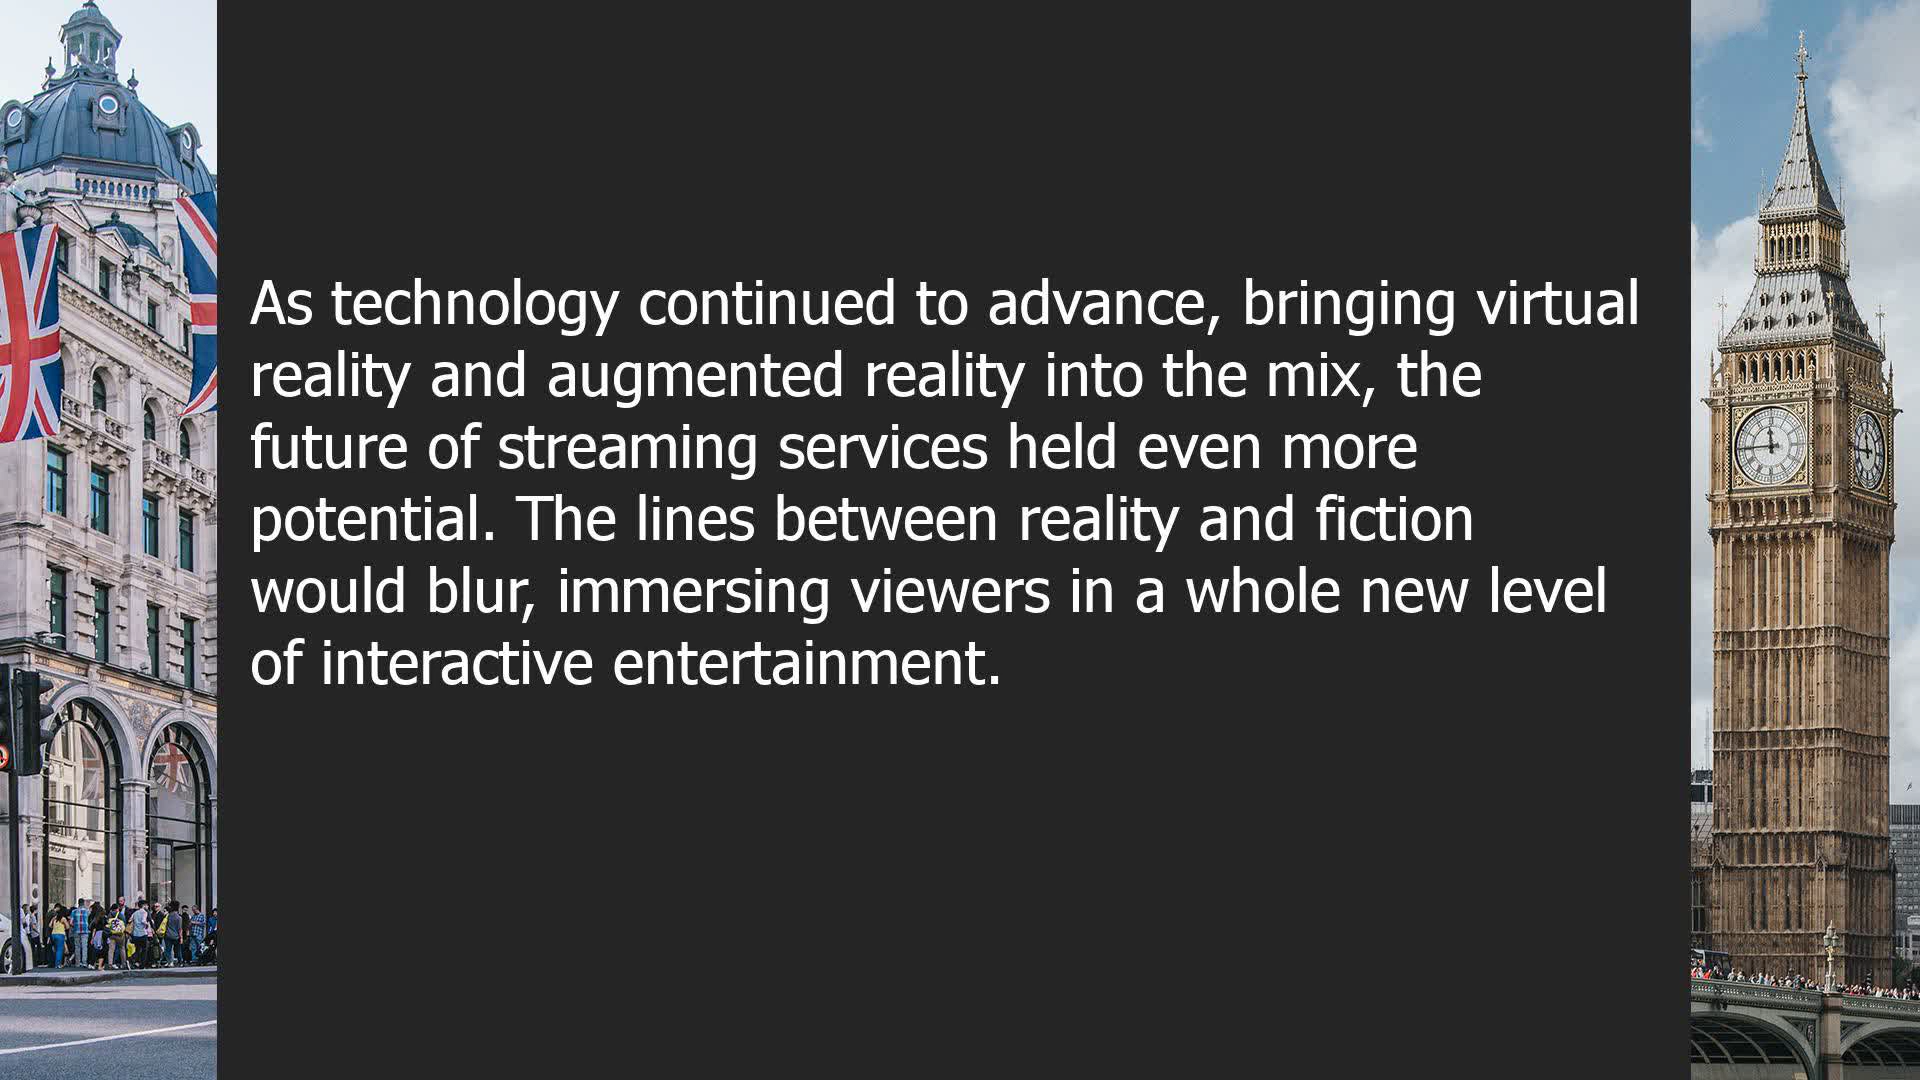 As technology continued to advance, bringing virtual
reality and augmented reality into the mix, the
future of streaming services held even more
potential. The lines between reality and fiction
would blur, immersing viewers in a whole new level
of interactive entertainment.